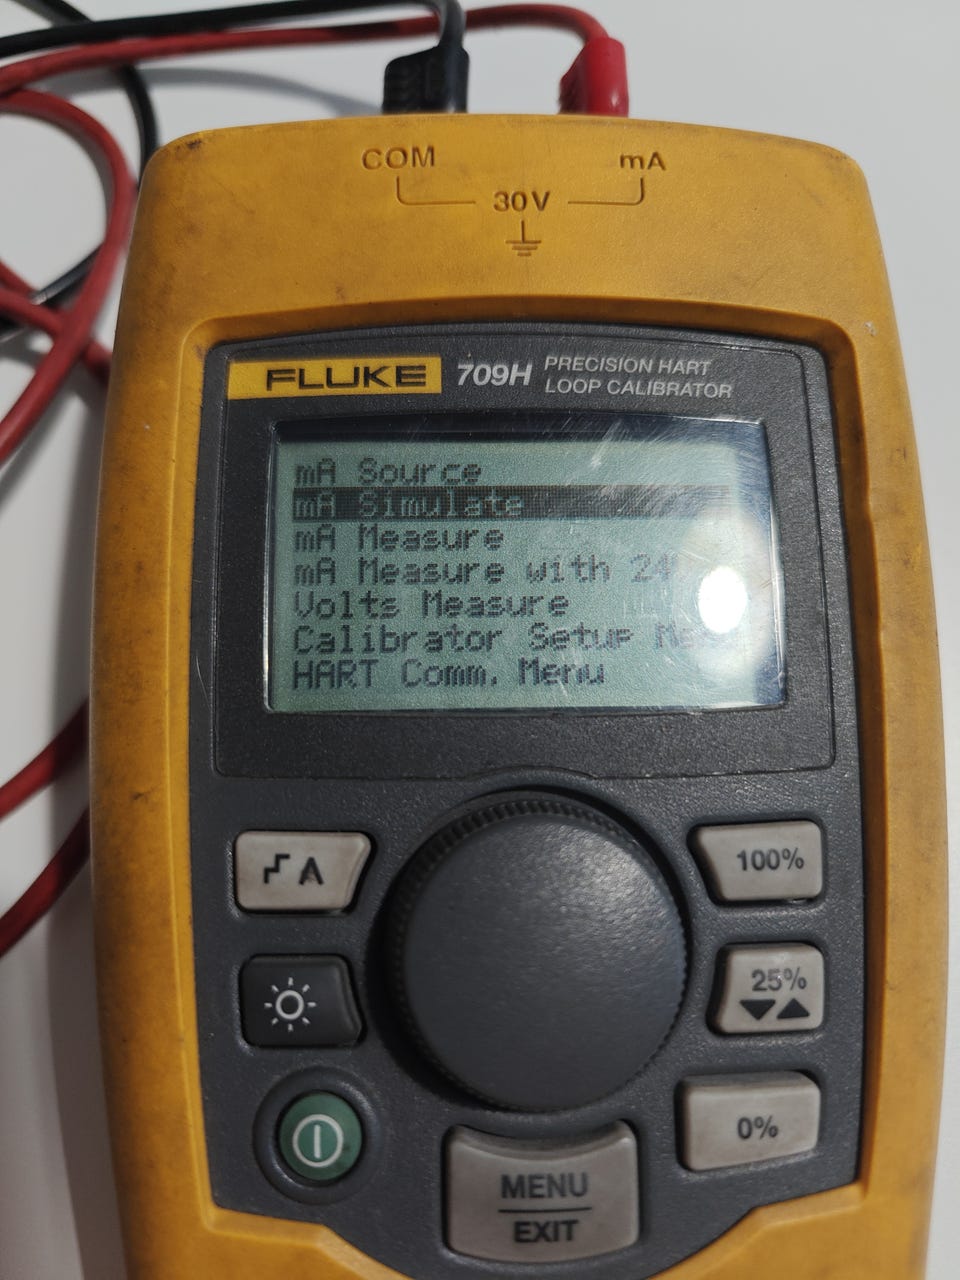 COM mA
30V
FLUKE 709H PRECISION HART
LOOP CALIBRATOR
mA Source
mA Simulate
mA Measure
mA Measure with
Volts Measure
Calibrator Setup
HART Comm. Menu
A
100%
25%
0%
MENU
EXIT